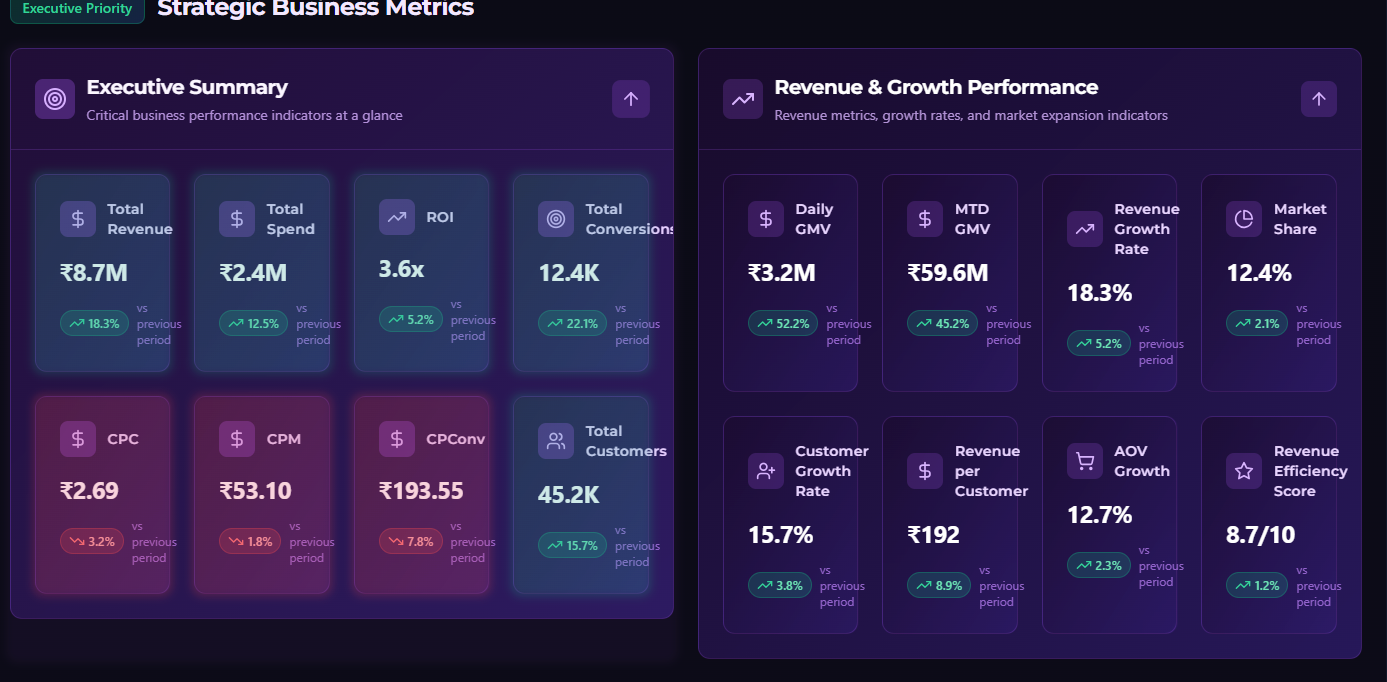 Executive Priority
Strategic Business Metrics
Executive Summary
Critical business performance indicators at a glance
Total
Revenue
₹8.7M
18.3%
vs
previous
period
Total
Spend
₹2.4M
12.5%
vs
previous
period
ROI
3.6x
5.2%
vs
previous
period
Total
Conversions
12.4K
22.1%
vs
previous
period
CPC
₹2.69
3.2%
vs
previous
period
CPM
₹53.10
1.8%
vs
previous
period
CPConv
₹193.55
7.8%
vs
previous
period
Total
Customers
45.2K
15.7%
vs
previous
period
Revenue & Growth Performance
Revenue metrics, growth rates, and market expansion indicators
Daily
GMV
₹3.2M
52.2%
vs
previous
period
MTD
GMV
₹59.6M
45.2%
vs
previous
period
Revenue
Growth
Rate
18.3%
5.2%
vs
previous
period
Market
Share
12.4%
2.1%
vs
previous
period
Customer
Growth
Rate
15.7%
3.8%
vs
previous
period
Revenue
per
Customer
₹192
8.9%
vs
previous
period
AOV
Growth
12.7%
2.3%
vs
previous
period
Revenue
Efficiency
Score
8.7/10
1.2%
vs
previous
period